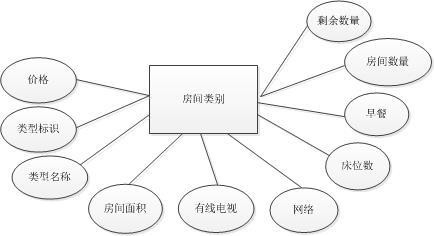 剩余数量
房间数量
价格
房间类别
早餐
类型标识
床位数
类型名称
房间面积
有线电视
网络